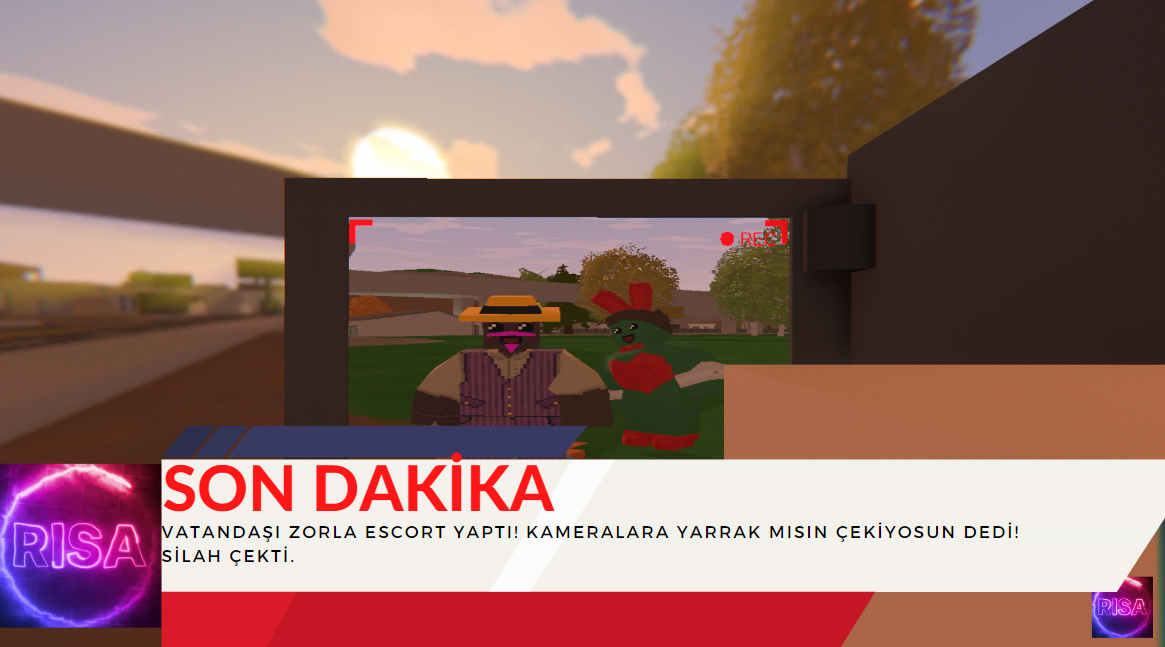 REC
SON DAKİKA
VATANDAŞI ZORLA ESCORT YAPTI! KAMERALARA YARRAK MISIN ÇEKİYOSUN DEDİ!
SİLAH ÇEKTİ.
RISA
RISA